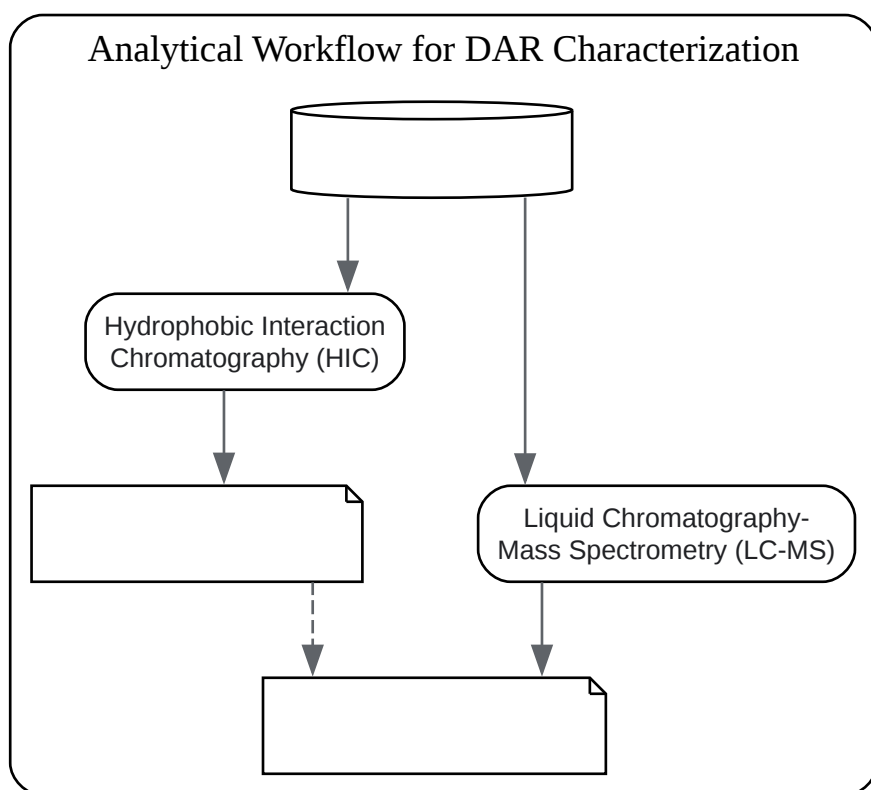 Analytical Workflow for DAR Characterization
Hydrophobic Interaction
Chromatography (HIC)
Liquid Chromatography-
Mass Spectrometry (LC-MS)